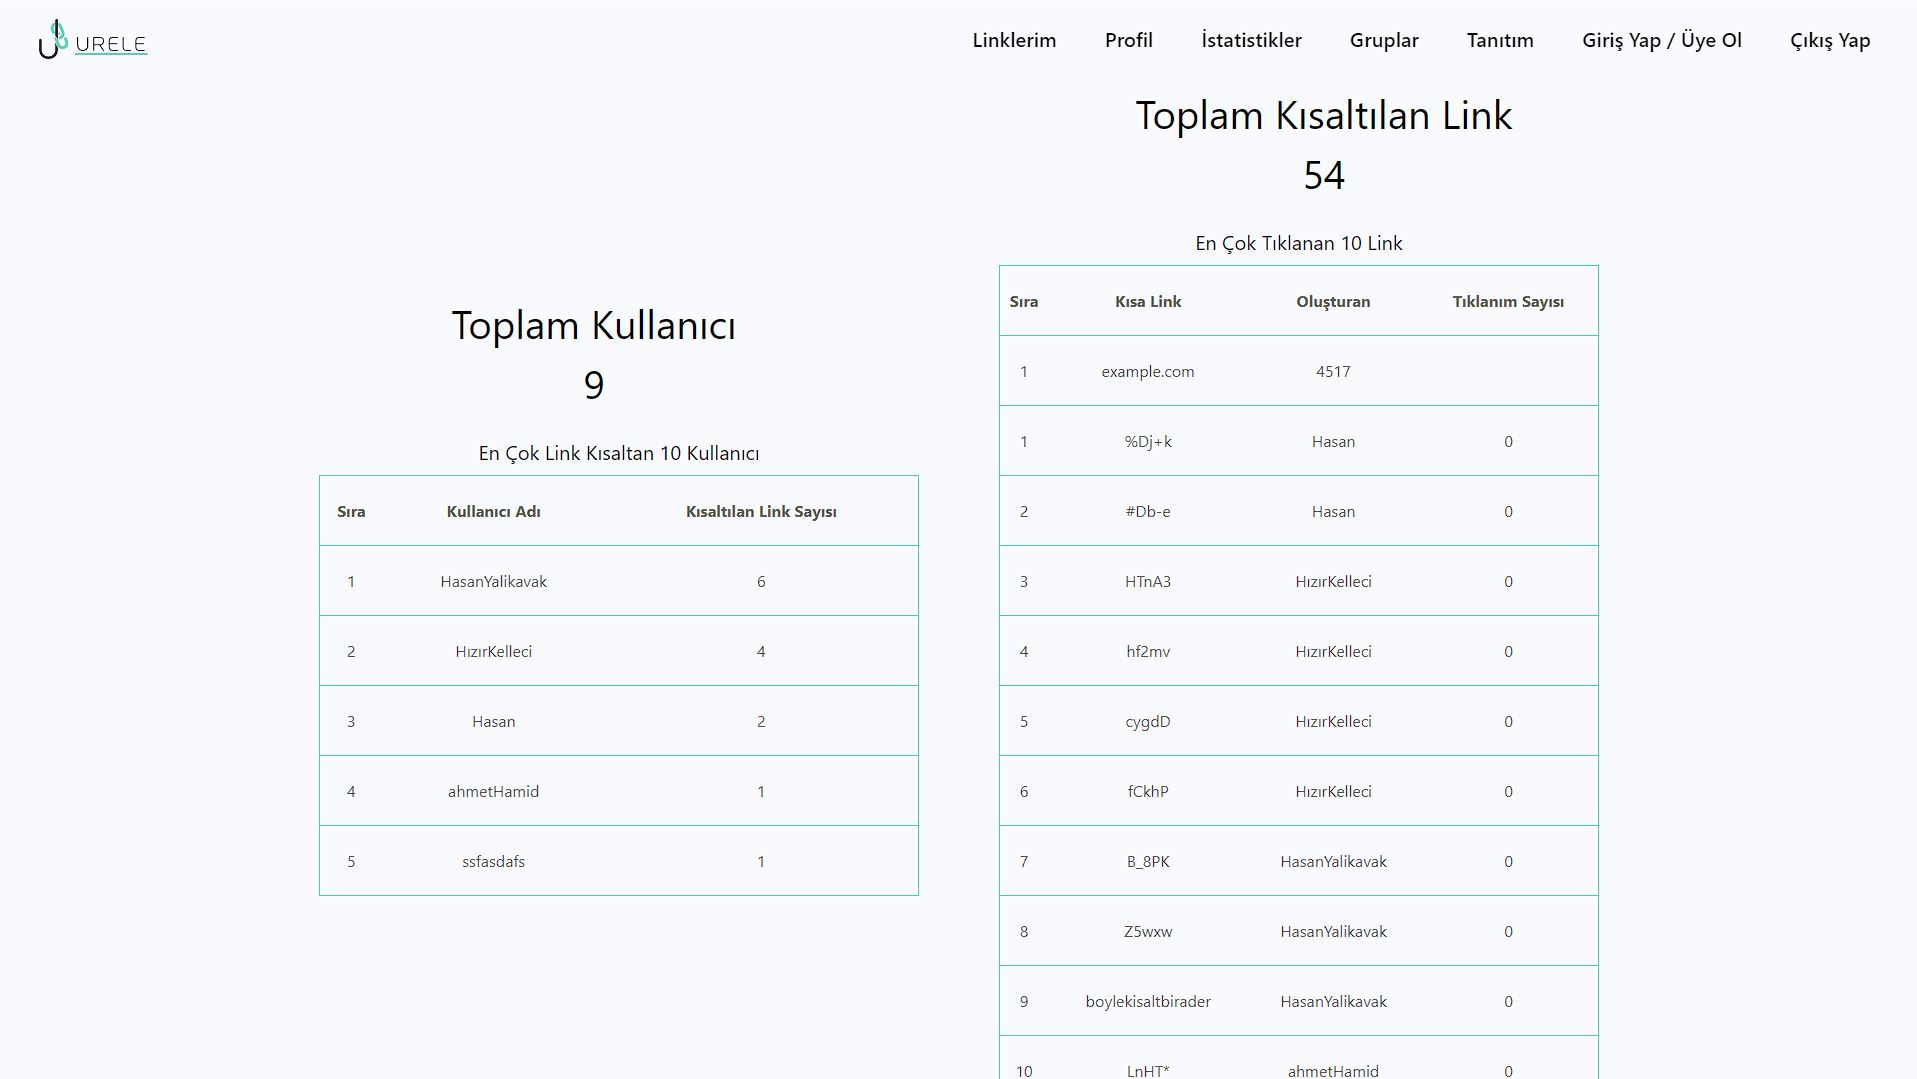 URELE
Linklerim Profil İstatistikler Gruplar Tanıtım Giriş Yap / Üye Ol Çıkış Yap
Toplam Kullanıcı
9
En Çok Link Kısaltan 10 Kullanıcı
Sıra Kullanıcı Adı Kısaltılan Link Sayısı
1 HasanYalikavak 6
2 HızırKelleci 4
3 Hasan 2
4 ahmetHamid 1
5 ssfasdafs 1
Toplam Kısaltılan Link
54
En Çok Tıklanan 10 Link
Sıra Kısa Link Oluşturan Tıklanım Sayısı
1 example.com 4517
1 %Dj+k Hasan 0
2 #Db-e Hasan 0
3 HTnA3 HızırKelleci 0
4 hf2mv HızırKelleci 0
5 cygdD HızırKelleci 0
6 fCkhP HızırKelleci 0
7 B_8PK HasanYalikavak 0
8 Z5wxw HasanYalikavak 0
9 boylekisaltbirader HasanYalikavak 0
10 LnHT* ahmetHamid 0